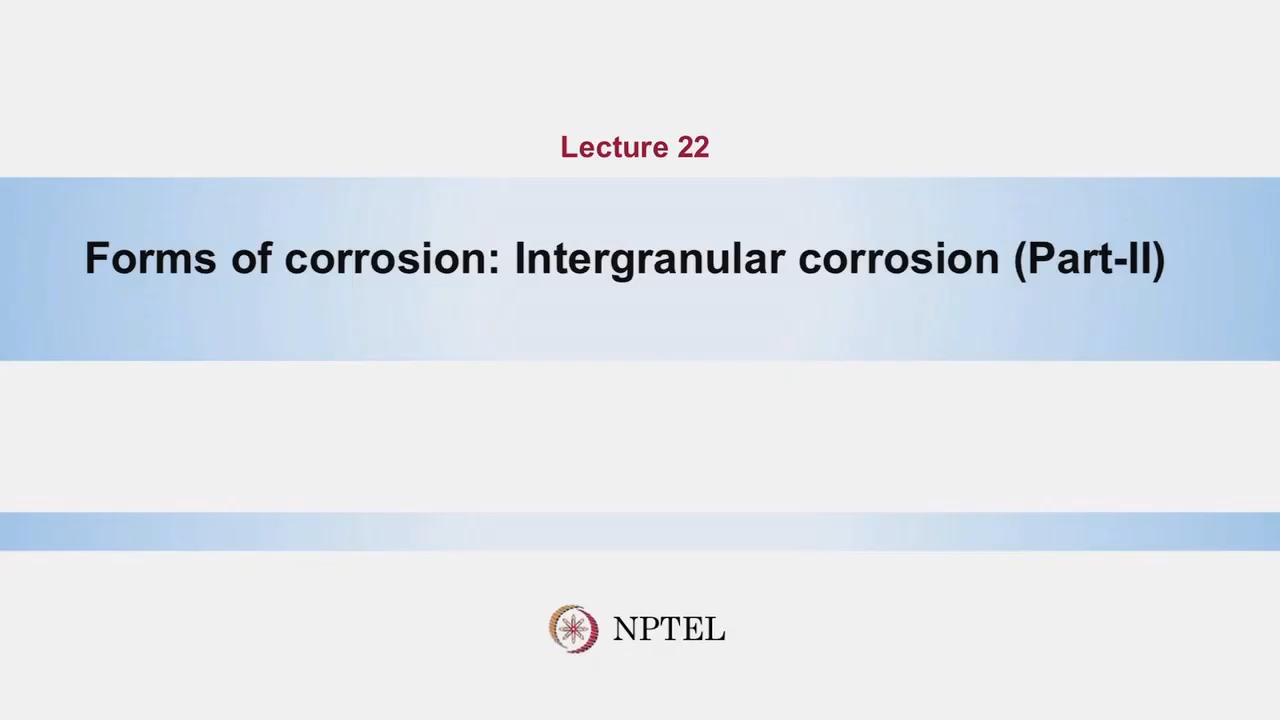 Lecture 22
Forms of corrosion: Intergranular corrosion (Part-II)
NPTEL